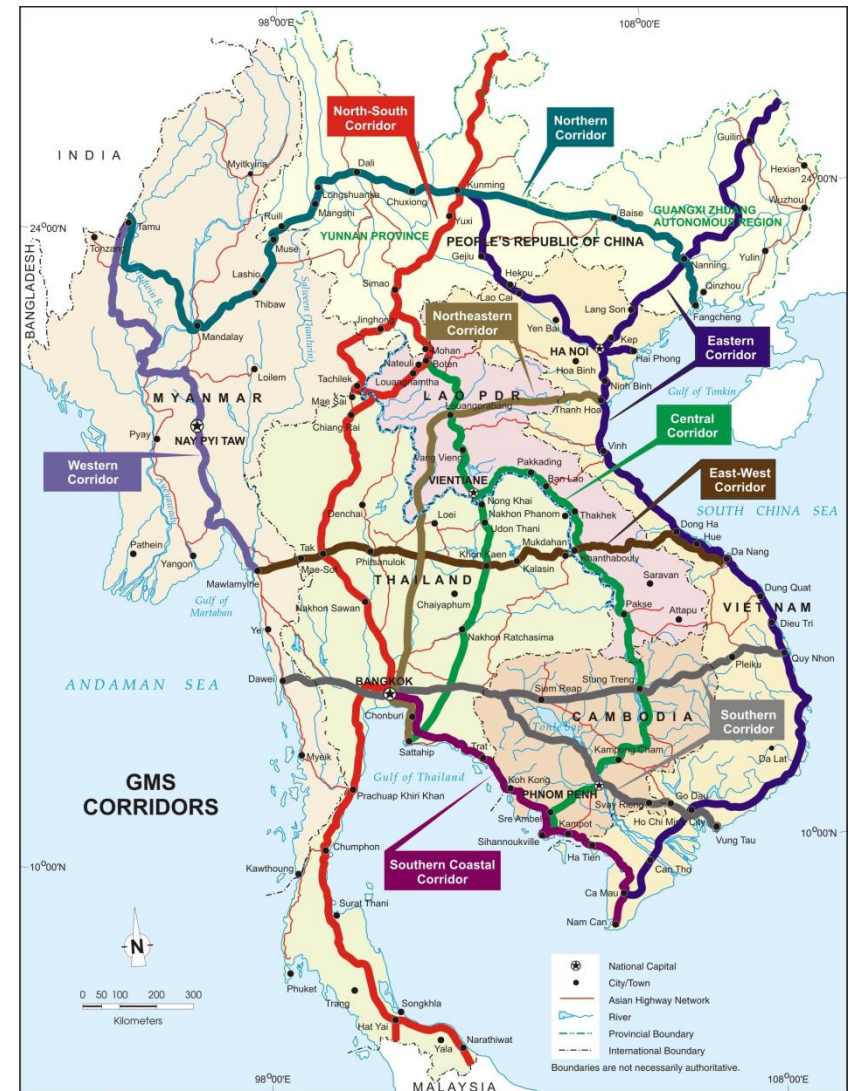 98°00'E
108°00'E
North-South
Corridor
Northern
Corridor
INDIA
Guilin
Hexian
Myitkyina
Dali
24°00'N
Longshuansa
Kunming
Wuzhou
Chuxiong
Mangshi
Baise
GUANGXI ZHUANG
AUTONOMOUS REGION
Tamu
Ruili
Yuxi
24°00'N
Tonzang
YUNNAN PROVINCE
PEOPLE'S REPUBLIC OF CHINA
Muse
Gejiu
Nanning
Yulin
BANGLADESH
Lashio
Hekou
Qinzhou
Simao
Lao Cai
Thibaw
Lang Son
Fangcheng
Salween (Thanlwin)
Northeastern
Corridor
Yen Bai
Kep
Mandalay
Jinghong
HA NOI
Hai Phong
Eastern
Corridor
Mohan
Hoa Binh
Nateuli
Boten
Loilem
Louangnamtha
Ninh Binh
Tachilek
Gulf of Tonkin
MYANMAR
Mae Sai
LAO PDR
Thanh Hoa
Louangprabang
Chiang Rai
NAY PYI TAW
Central
Corridor
Pyay
Vang Vieng
Vinh
Western
Corridor
Pakkading
VIENTIANE
Ban Lao
East-West
Corridor
Nong Khai
Denchai
Loei
Nakhon Phanom
Thakhek
SOUTH CHINA SEA
Udon Thani
Dong Ha
Pathein
Mukdahan
Hue
Tak
Yangon
Phitsanulok
Khon Kaen
Khanthabouly
Da Nang
Mae-Sot
Kalasin
Mawlamyine
THAILAND
Saravan
Gulf of
Martaban
Chaiyaphum
Dung Quat
Nakhon Sawan
Pakse
VIET NAM
Attapu
Dieu Tri
Ye
Nakhon Ratchasima
Quy Nhon
Pleiku
Dawei
BANGKOK
Stung Treng
ANDAMAN SEA
Siem Reap
Chonburi
CAMBODIA
Tonle Sap
Southern
Corridor
Sattahip
Trat
Myeik
Kampong Cham
Da Lat
Gulf of Thailand
GMS
CORRIDORS
Koh Kong
PHNOM PENH
Prachuap Khiri Khan
Go Dau
Svay Rieng
Sre Ambel
Ho Chi Minh City
Kampot
Vung Tau
Sihannoukville
10°00'N
Chumphon
Southern Coastal
Corridor
Ha Tien
10°00'N
Kawthoung
Can Tho
Ca Mau
Surat Thani
Nam Can
N
National Capital
City/Town
Asian Highway Network
Phuket
River
0 50 100 200 300
Trang
Songkhla
Provincial Boundary
Kilometers
Hat Yai
International Boundary
Narathiwat
Yala
Boundaries are not necessarily authoritative.
98°00'E
MALAYSIA
108°00'E